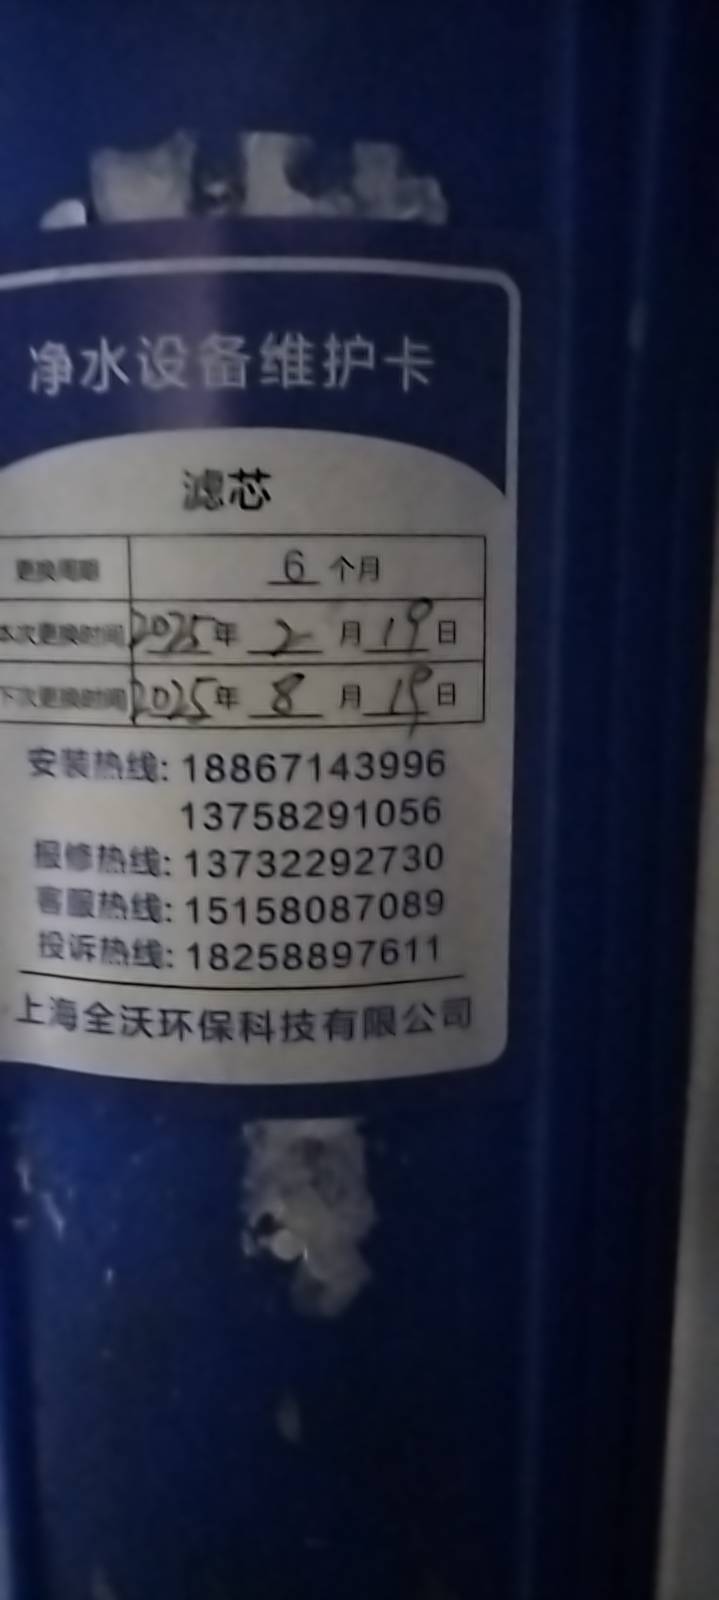 净水设备维护卡
滤芯
更换周期 6 个月
本次更换时间 2025年 2 月 19 日
下次更换时间 2025年 8 月 19 日
安装热线: 18867143996
13758291056
报修热线: 13732292730
客服热线: 15158087089
投诉热线: 18258897611
上海全沃环保科技有限公司